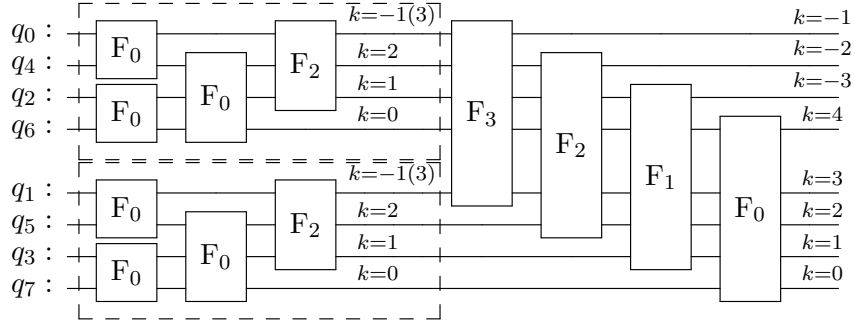 q₀ : k=−1(3) k=−1
F₀ F₂ F₃
q₄ : k=2 k=−2
F₀ F₂
q₂ : k=1 k=−3
F₀
q₆ : k=0 k=4
F₁
q₁ : k=−1(3) k=3
F₀ F₂ F₀
q₅ : k=2 k=2
F₀
q₃ : k=1 k=1
F₀
q₇ : k=0 k=0